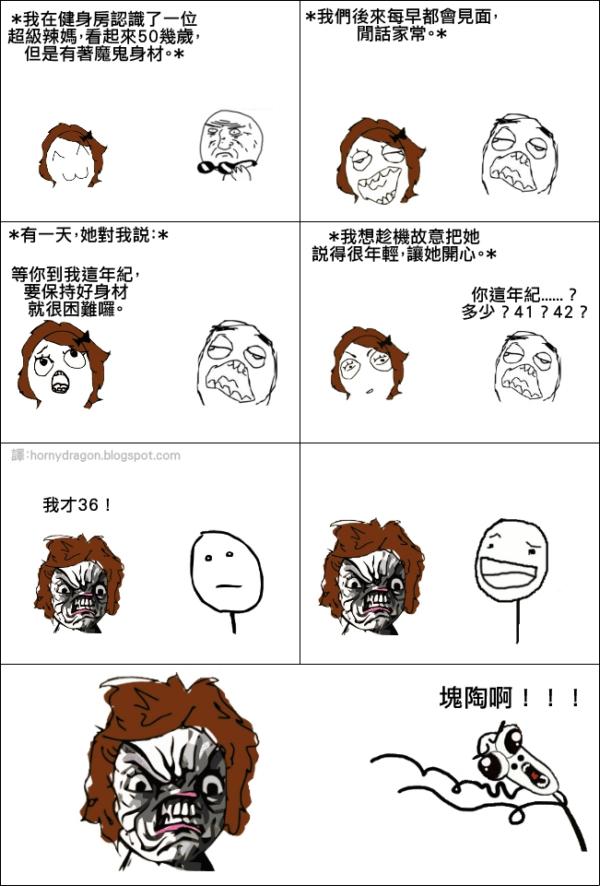 *我在健身房認識了一位
超級辣媽，看起來50幾歲，
但是有著魔鬼身材。*
*我們後來每早都會見面，
閒話家常。*
*有一天，她對我說：*
等你到我這年紀，
要保持好身材
就很困難囉。
*我想趁機故意把她
說得很年輕，讓她開心。*
你這年紀......？
多少？41？42？
譯：hornydragon.blogspot.com
我才36！
塊陶啊！！！